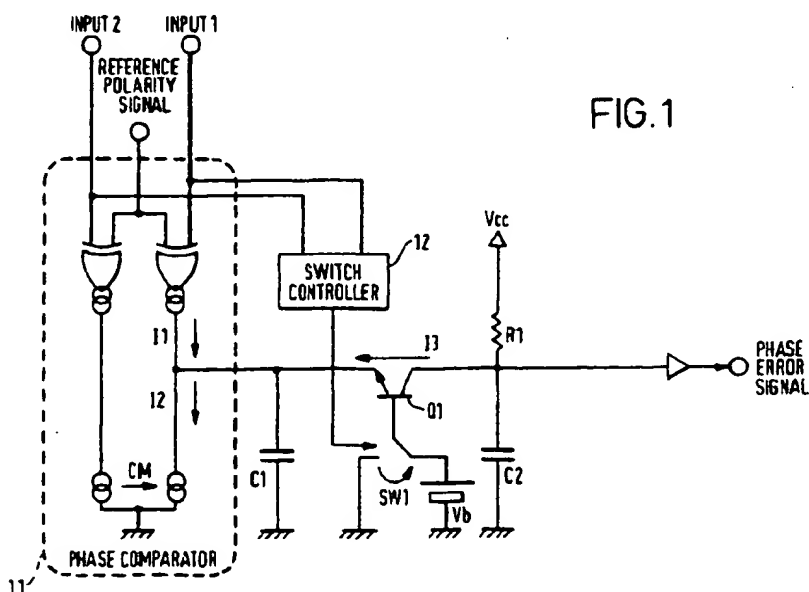 INPUT 2
INPUT 1
REFERENCE
POLARITY
SIGNAL
FIG.1
12
SWITCH
CONTROLLER
Vcc
R1
I1
I3
PHASE
ERROR
SIGNAL
I2
Q1
CM
C1
SW1
Vb
C2
PHASE COMPARATOR
11